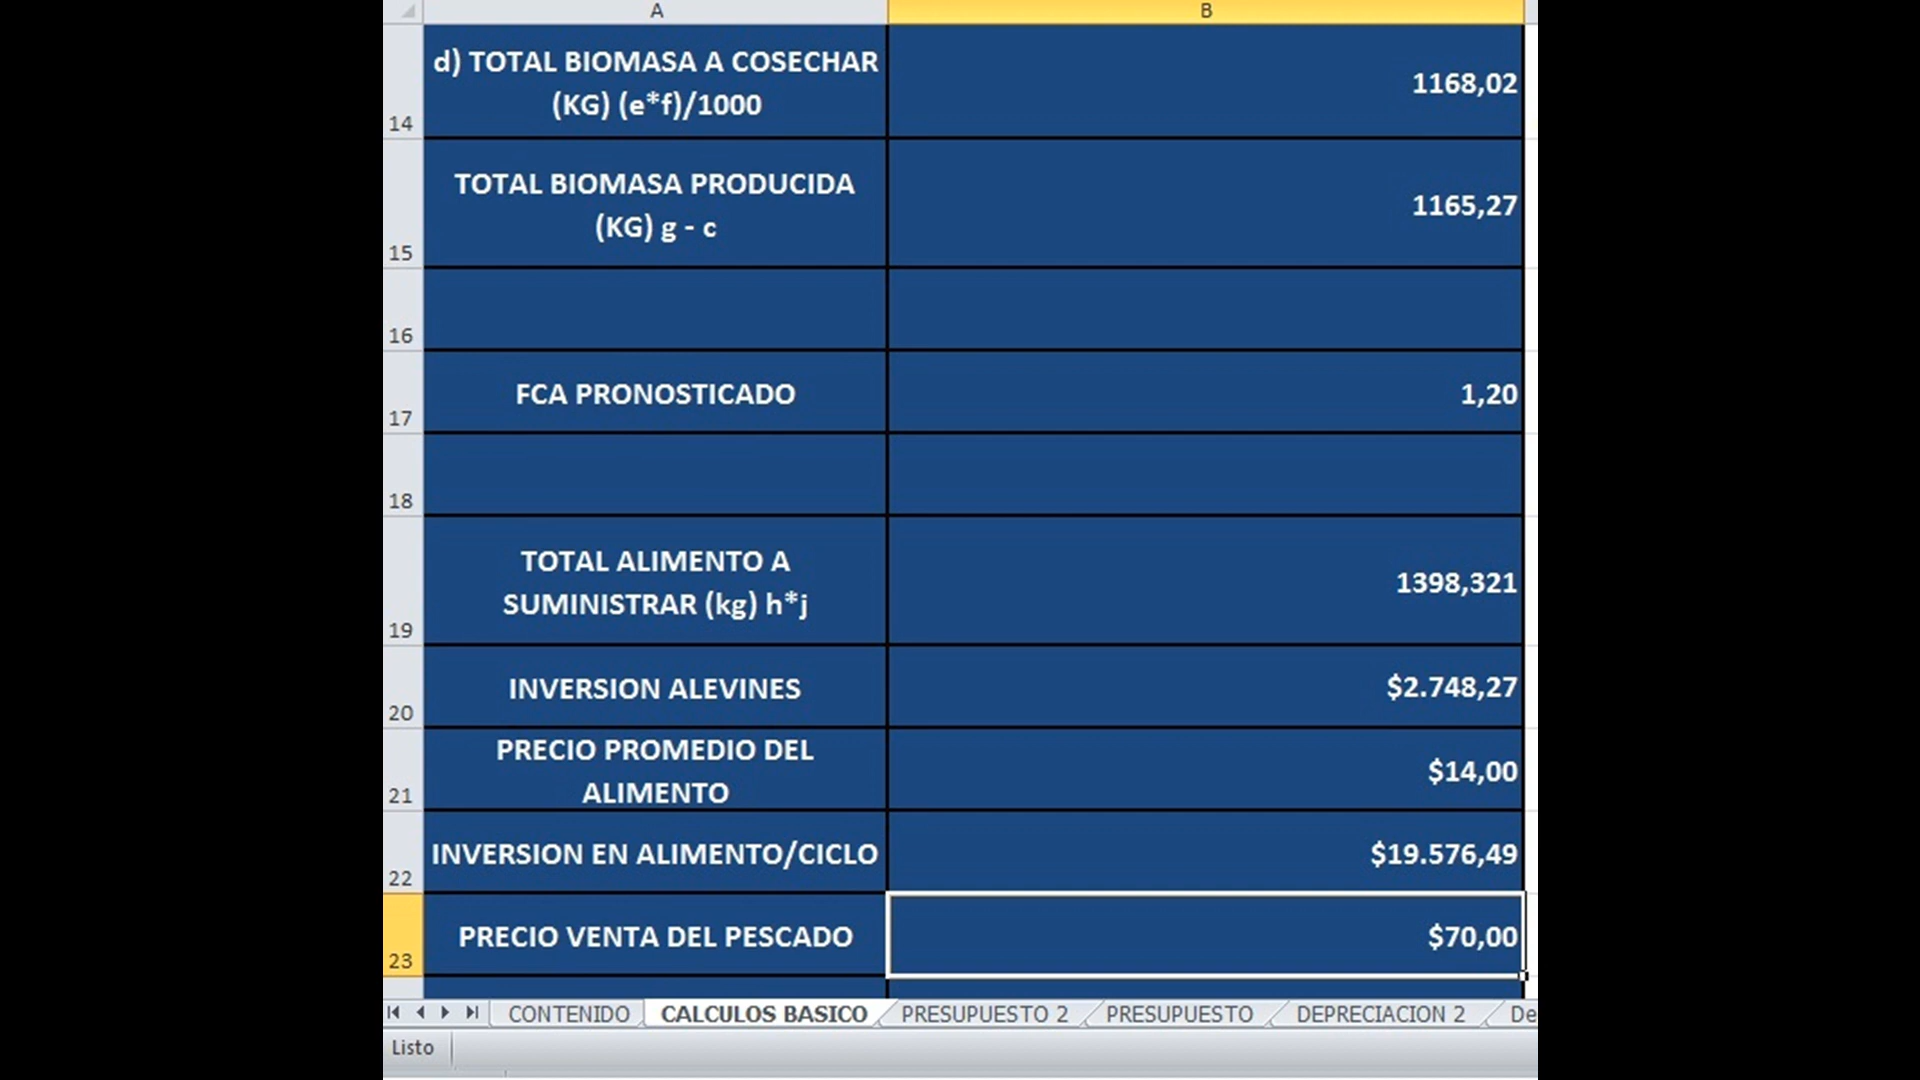 A B
d) TOTAL BIOMASA A COSECHAR
(KG) (e*f)/1000
1168,02
14
TOTAL BIOMASA PRODUCIDA
(KG) g - c
1165,27
15
16
FCA PRONOSTICADO
1,20
17
18
TOTAL ALIMENTO A
SUMINISTRAR (kg) h*j
1398,321
19
INVERSION ALEVINES
$2.748,27
20
PRECIO PROMEDIO DEL
ALIMENTO
$14,00
21
INVERSION EN ALIMENTO/CICLO
$19.576,49
22
PRECIO VENTA DEL PESCADO
$70,00
23
CONTENIDO CALCULOS BASICO PRESUPUESTO 2 PRESUPUESTO DEPRECIACION 2 De
Listo